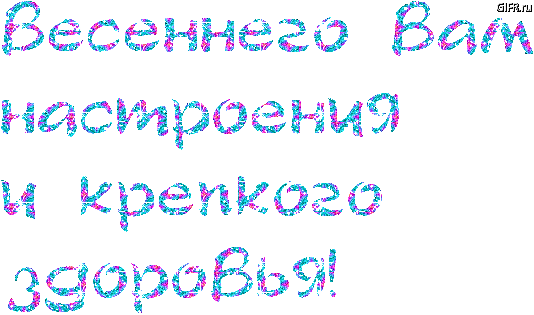 GIFR.ru
Весеннего Вам
настроения
и крепкого
здоровья!